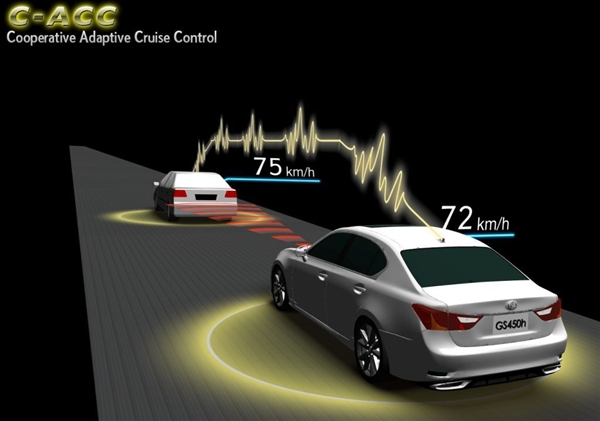 C-ACC
Cooperative Adaptive Cruise Control
75 km/h
72 km/h
GS450h